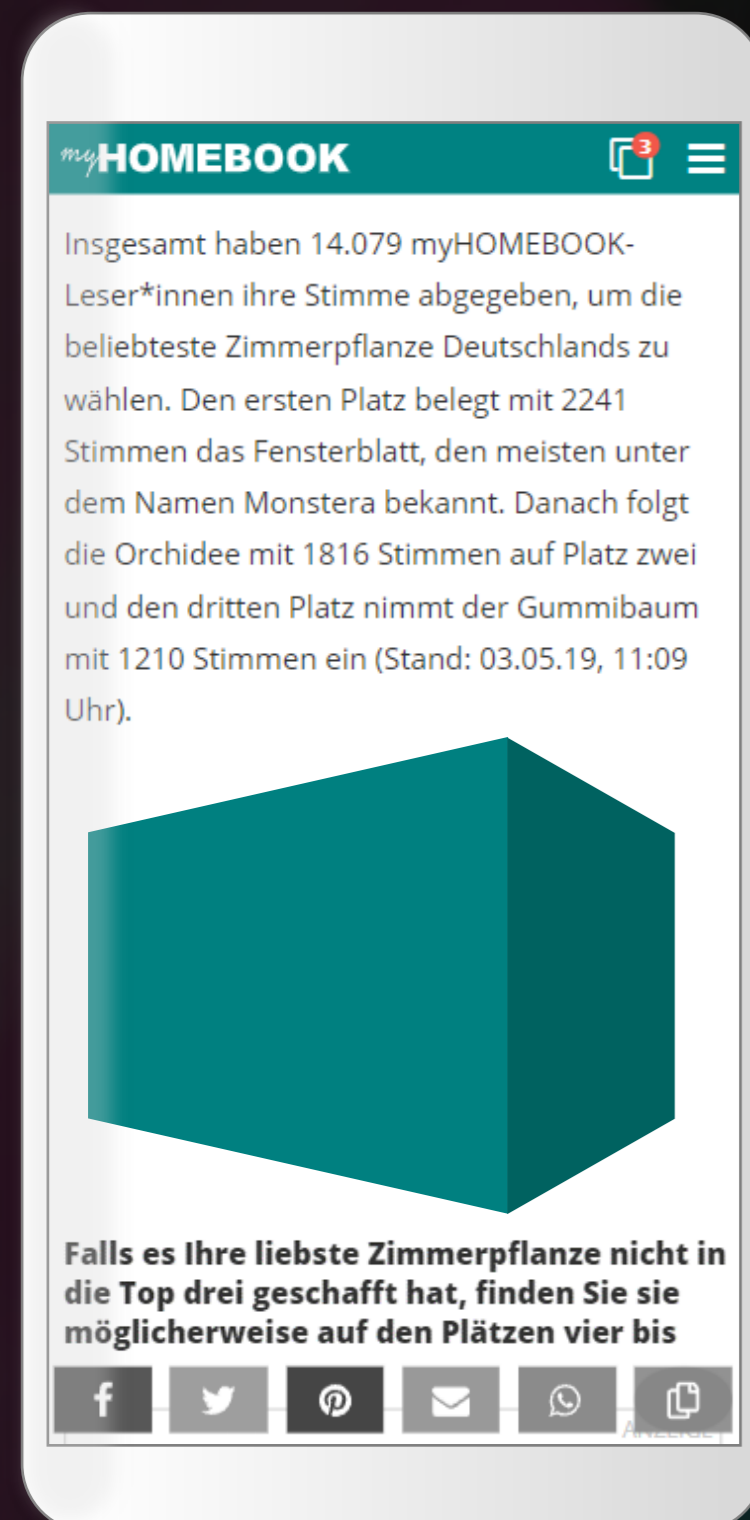 myHOMEBOOK
3
Insgesamt haben 14.079 myHOMEBOOK-
Leser*innen ihre Stimme abgegeben, um die
beliebteste Zimmerpflanze Deutschlands zu
wählen. Den ersten Platz belegt mit 2241
Stimmen das Fensterblatt, den meisten unter
dem Namen Monstera bekannt. Danach folgt
die Orchidee mit 1816 Stimmen auf Platz zwei
und den dritten Platz nimmt der Gummibaum
mit 1210 Stimmen ein (Stand: 03.05.19, 11:09
Uhr).
Falls es Ihre liebste Zimmerpflanze nicht in
die Top drei geschafft hat, finden Sie sie
möglicherweise auf den Plätzen vier bis
ANZEIGE